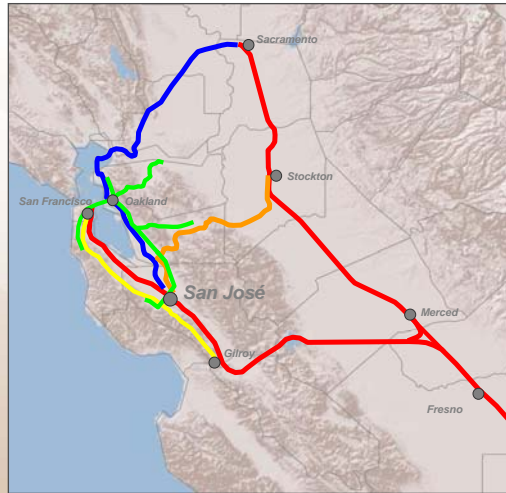 Sacramento
Stockton
San Francisco
Oakland
San José
Merced
Gilroy
Fresno